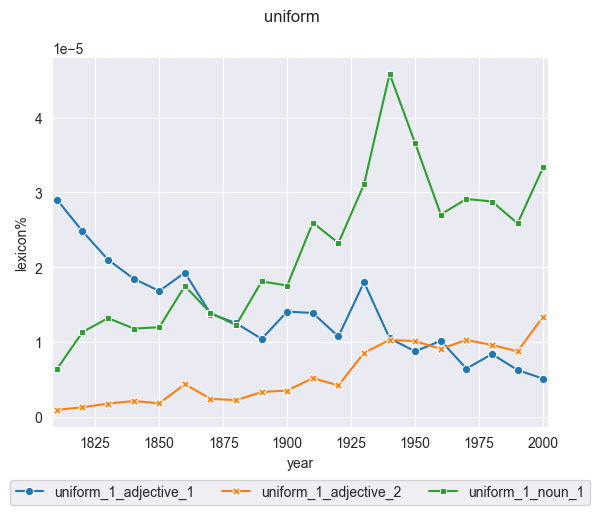 uniform
1e−5
4
3
2
1
0
lexicon%
1825 1850 1875 1900 1925 1950 1975 2000
year
uniform_1_adjective_1 uniform_1_adjective_2 uniform_1_noun_1